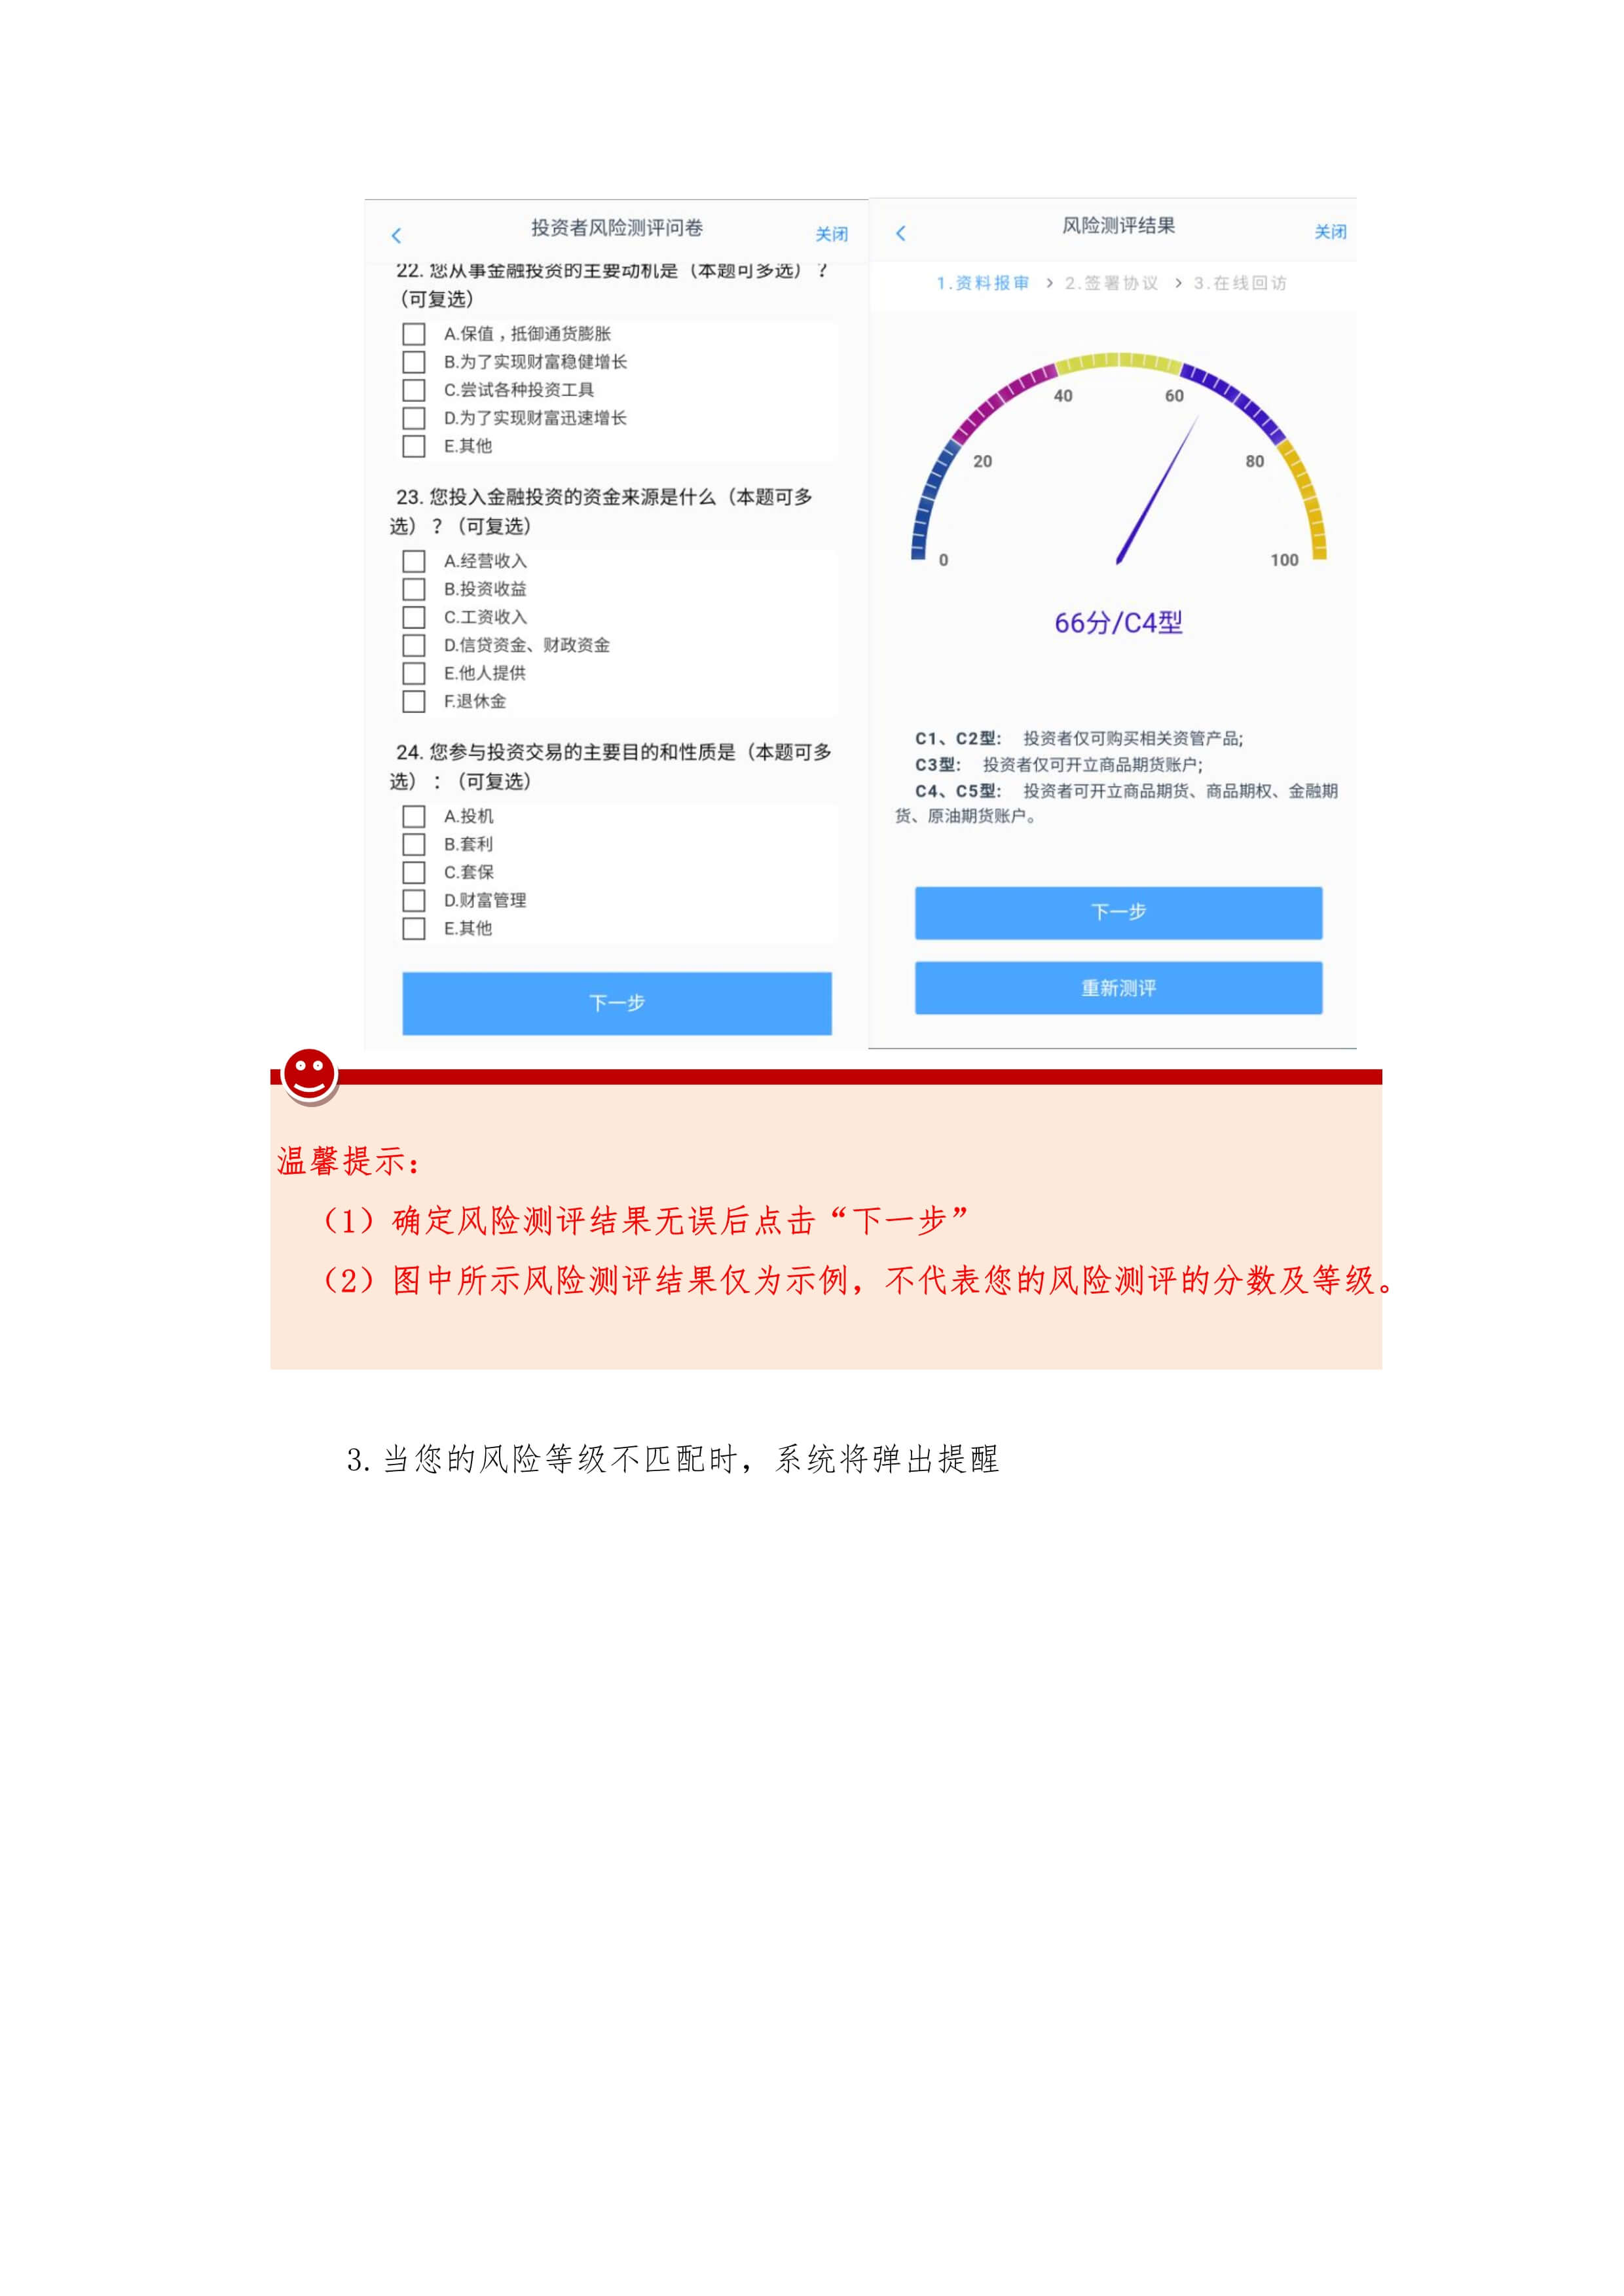 投资者风险测评问卷
关闭
22. 您从事金融投资的主要动机是（本题可多选）？
（可复选）
A.保值，抵御通货膨胀
B.为了实现财富稳健增长
C.尝试各种投资工具
D.为了实现财富迅速增长
E.其他
23. 您投入金融投资的资金来源是什么（本题可多
选）？（可复选）
A.经营收入
B.投资收益
C.工资收入
D.信贷资金、财政资金
E.他人提供
F.退休金
24. 您参与投资交易的主要目的和性质是（本题可多
选）：（可复选）
A.投机
B.套利
C.套保
D.财富管理
E.其他
下一步
风险测评结果
关闭
1.资料报审 > 2.签署协议 > 3.在线回访
40
60
20
80
0
100
66分/C4型
C1、C2型： 投资者仅可购买相关资管产品;
C3型： 投资者仅可开立商品期货账户;
C4、C5型： 投资者可开立商品期货、商品期权、金融期
货、原油期货账户。
下一步
重新测评
温馨提示：
（1）确定风险测评结果无误后点击“下一步”
（2）图中所示风险测评结果仅为示例，不代表您的风险测评的分数及等级。
3. 当您的风险等级不匹配时，系统将弹出提醒